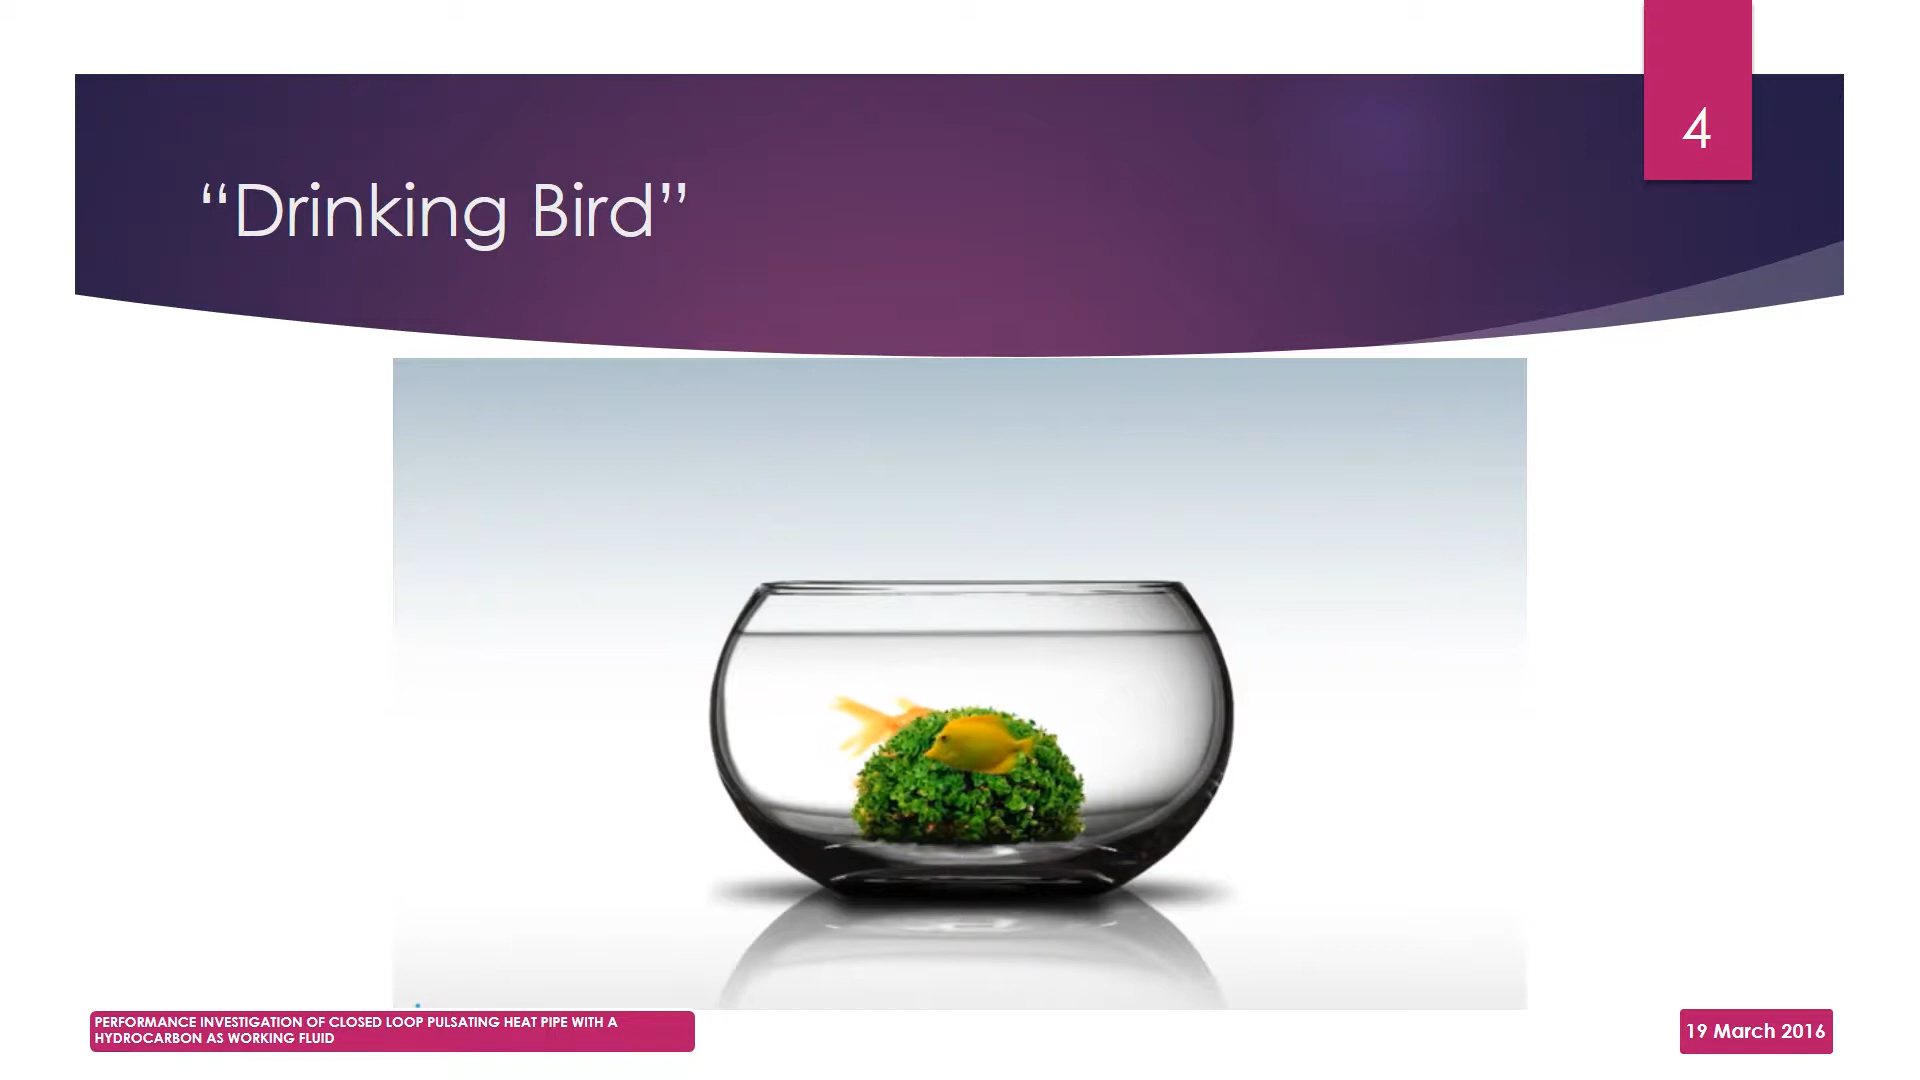 4
“Drinking Bird”
PERFORMANCE INVESTIGATION OF CLOSED LOOP PULSATING HEAT PIPE WITH A
HYDROCARBON AS WORKING FLUID
19 March 2016